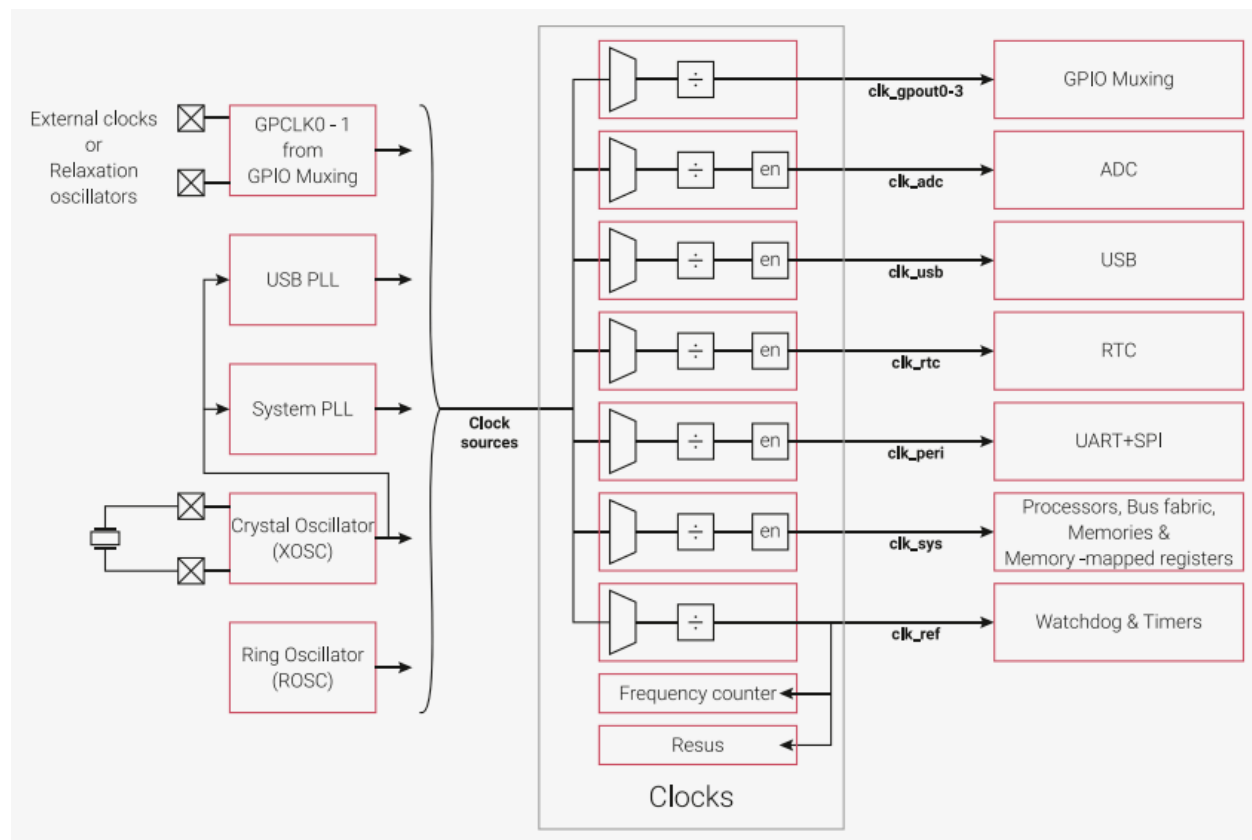 External clocks
or
Relaxation
oscillators
GPCLK0 - 1
from
GPIO Muxing
USB PLL
System PLL
Crystal Oscillator
(XOSC)
Ring Oscillator
(ROSC)
Clock
sources
÷
clk_gpout0-3
GPIO Muxing
÷
en
clk_adc
ADC
÷
en
clk_usb
USB
÷
en
clk_rtc
RTC
÷
en
clk_peri
UART+SPI
÷
en
clk_sys
Processors, Bus fabric,
Memories &
Memory -mapped registers
÷
clk_ref
Watchdog & Timers
Frequency counter
Resus
Clocks